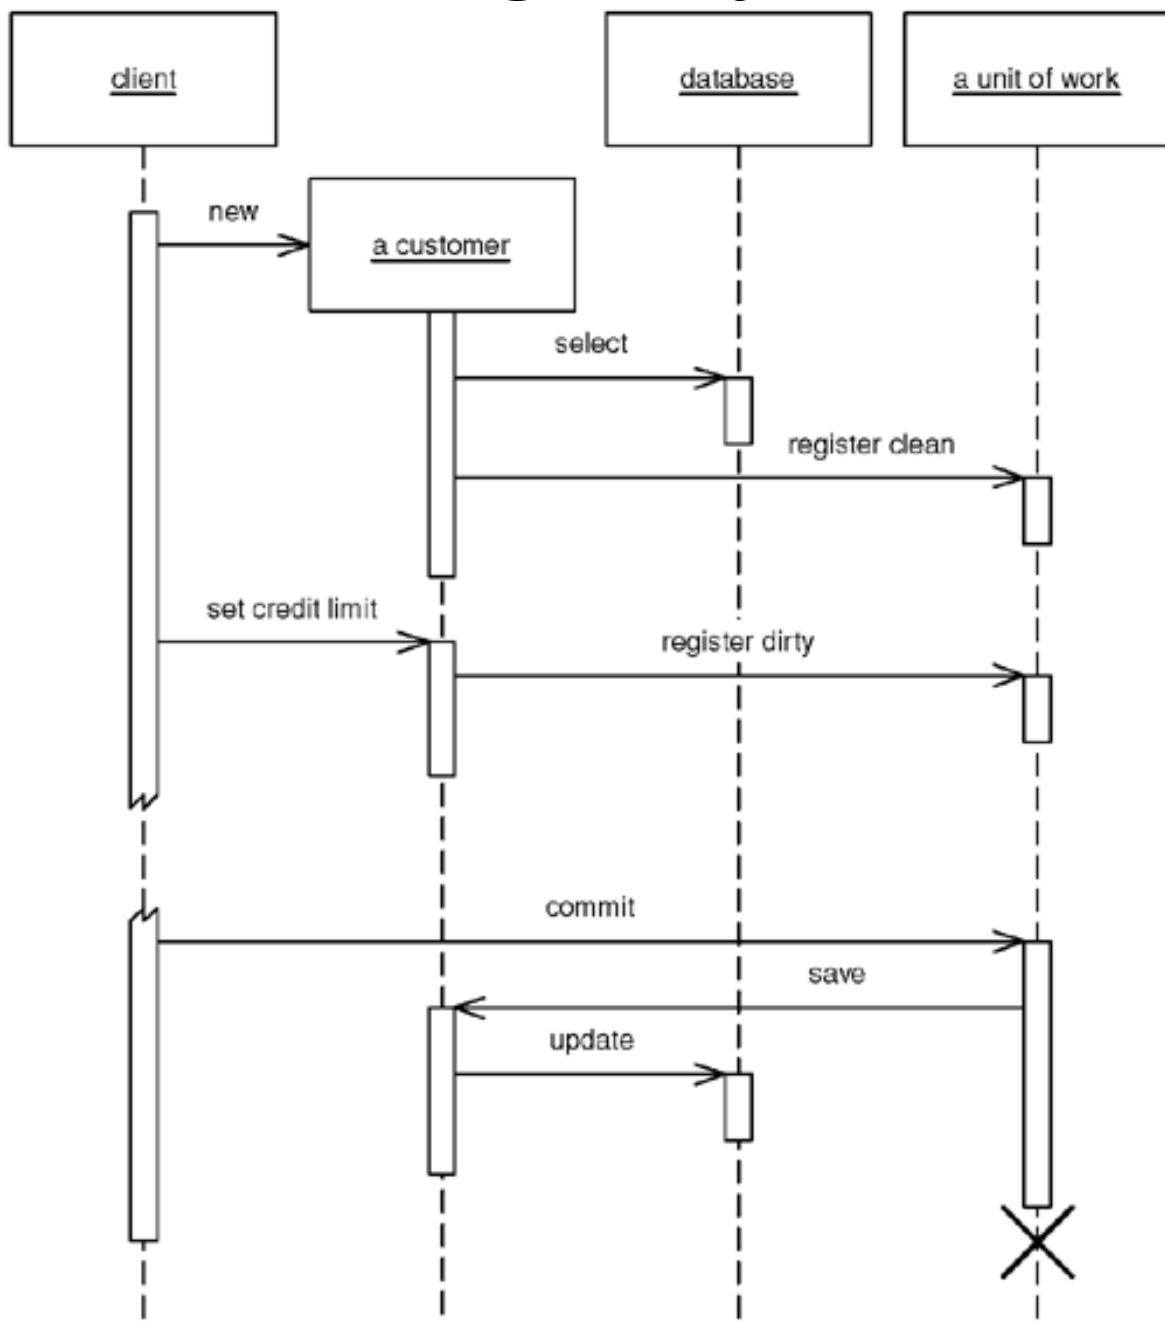 client
database
a unit of work
new
a customer
select
register clean
set credit limit
register dirty
commit
save
update